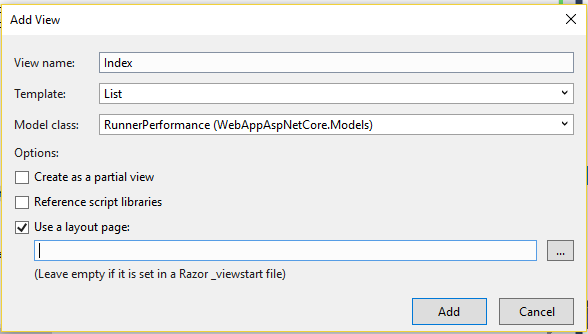 Add View
View name: Index
Template: List
Model class: RunnerPerformance (WebAppAspNetCore.Models)
Options:
Create as a partial view
Reference script libraries
Use a layout page:
...
(Leave empty if it is set in a Razor _viewstart file)
Add Cancel